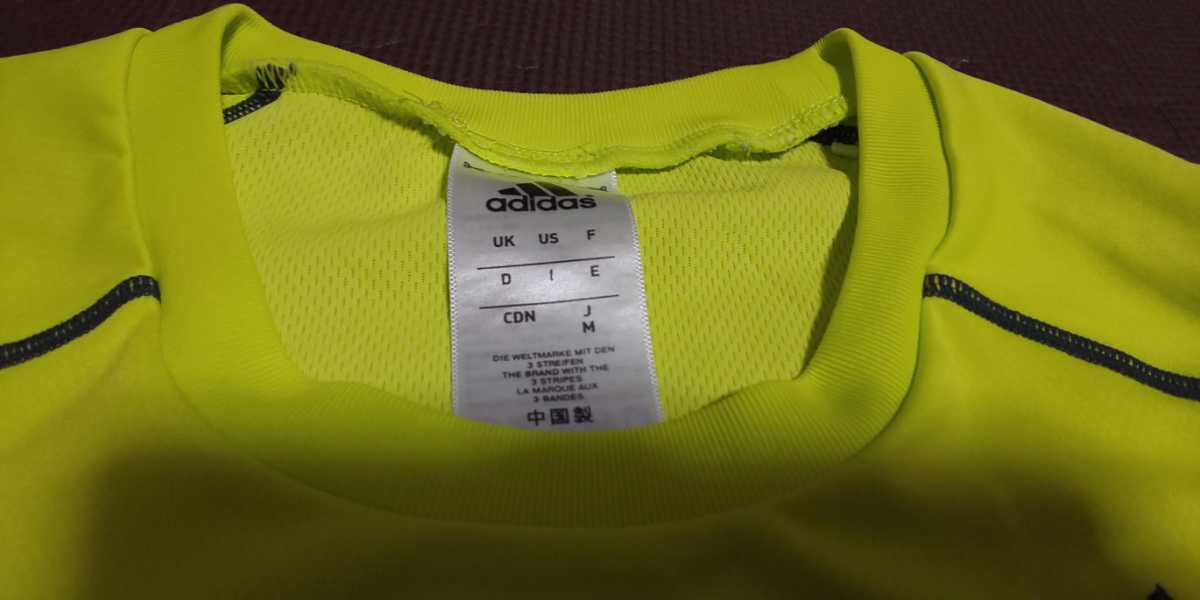 adidas
UK US F
D I E
CDN J
M
DIE WELTMARKE MIT DEN
3 STREIFEN
THE BRAND WITH THE
3 STRIPES
LA MARQUE AUX
3 BANDES
中国製